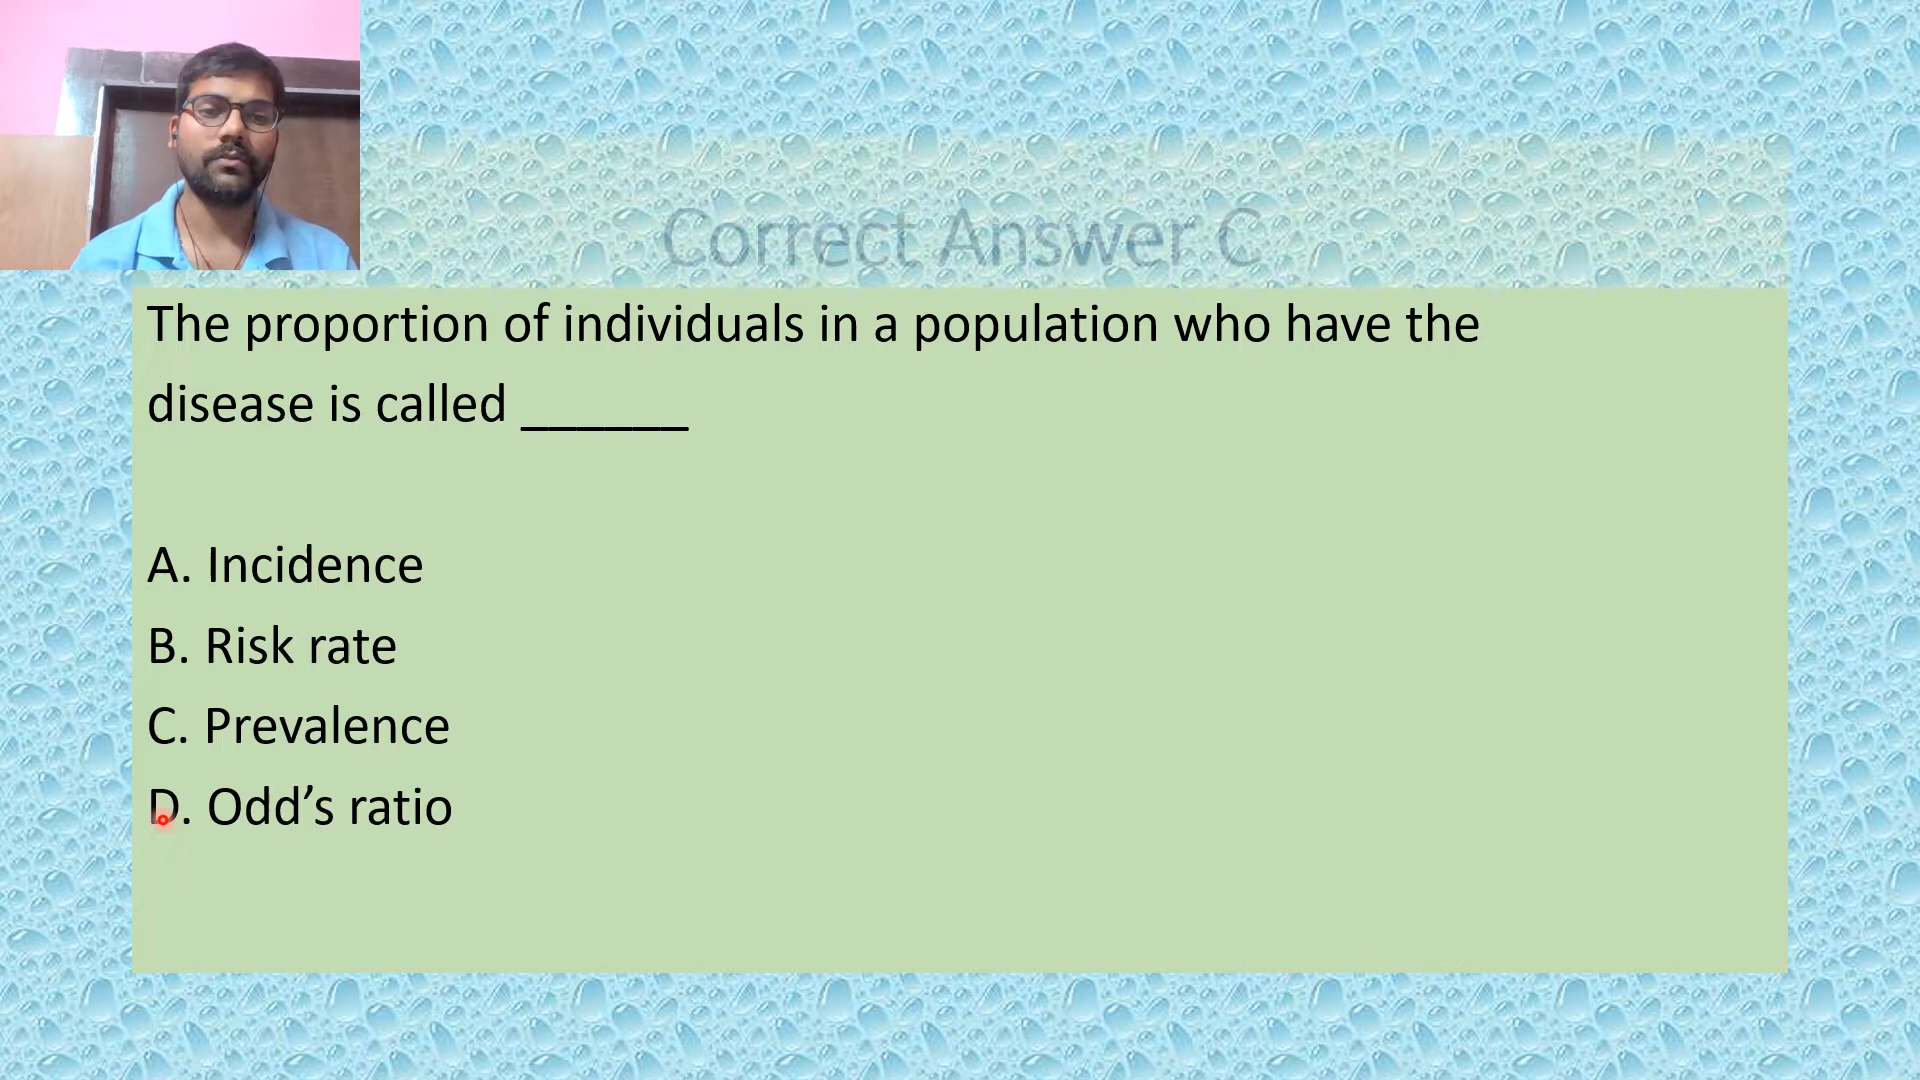 Correct Answer C
The proportion of individuals in a population who have the
disease is called ______
A. Incidence
B. Risk rate
C. Prevalence
D. Odd’s ratio